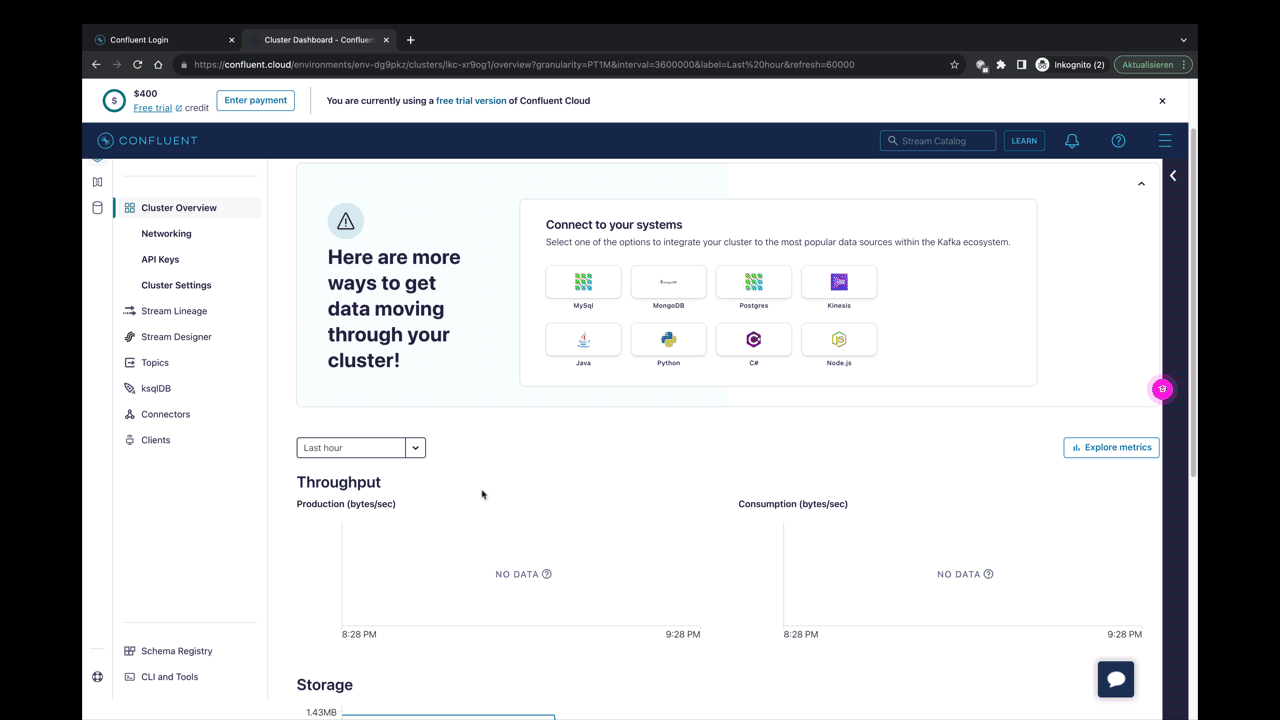 Confluent Login
Cluster Dashboard - Confluen
https://confluent.cloud/environments/env-dg9pkz/clusters/lkc-xr9og1/overview?granularity=PT1M&interval=3600000&label=Last%20hour&refresh=60000
Inkognito (2)
Aktualisieren
$400
Free trial credit
Enter payment
You are currently using a free trial version of Confluent Cloud
CONFLUENT
Stream Catalog
LEARN
Cluster Overview
Networking
API Keys
Cluster Settings
Stream Lineage
Stream Designer
Topics
ksqlDB
Connectors
Clients
Schema Registry
CLI and Tools
Here are more
ways to get
data moving
through your
cluster!
Connect to your systems
Select one of the options to integrate your cluster to the most popular data sources within the Kafka ecosystem.
MySql
MongoDB
Postgres
Kinesis
Java
Python
C#
Node.js
Last hour
Explore metrics
Throughput
Production (bytes/sec)
NO DATA
8:28 PM
9:28 PM
Consumption (bytes/sec)
NO DATA
8:28 PM
9:28 PM
Storage
1.43MB